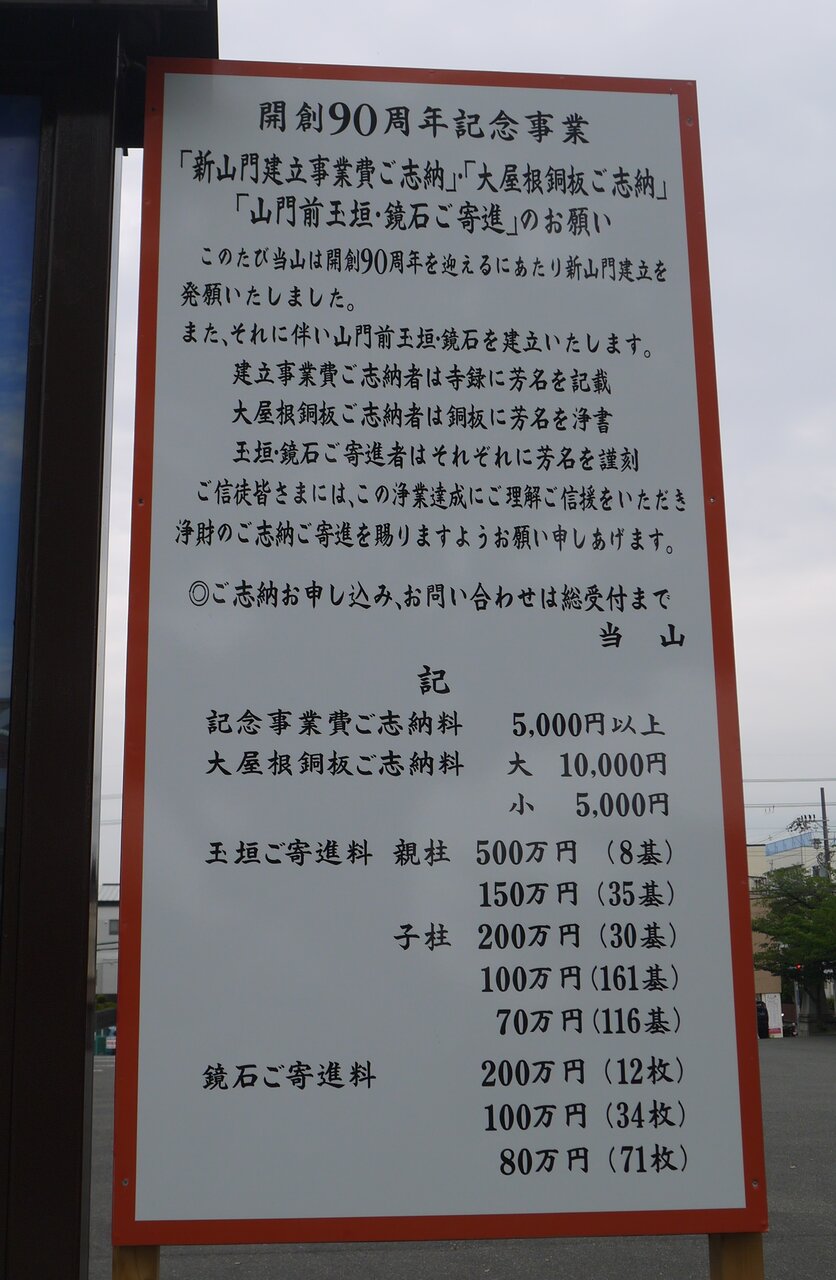 開創90周年記念事業
「新山門建立事業費ご志納」・「大屋根銅板ご志納」
「山門前玉垣・鏡石ご寄進」のお願い
このたび当山は開創90周年を迎えるにあたり新山門建立を
発願いたしました。
また、それに伴い山門前玉垣・鏡石を建立いたします。
建立事業費ご志納者は寺録に芳名を記載
大屋根銅板ご志納者は銅板に芳名を浄書
玉垣・鏡石ご寄進者はそれぞれに芳名を謹刻
ご信徒皆さまには、この浄業達成にご理解ご信援をいただき
浄財のご志納ご寄進を賜りますようお願い申しあげます。
◎ご志納お申し込み、お問い合わせは総受付まで
当 山
記
記念事業費ご志納料 5,000円以上
大屋根銅板ご志納料 大 10,000円
小 5,000円
玉垣ご寄進料 親柱 500万円 (8基)
150万円 (35基)
子柱 200万円 (30基)
100万円 (161基)
70万円 (116基)
鏡石ご寄進料 200万円 (12枚)
100万円 (34枚)
80万円 (71枚)